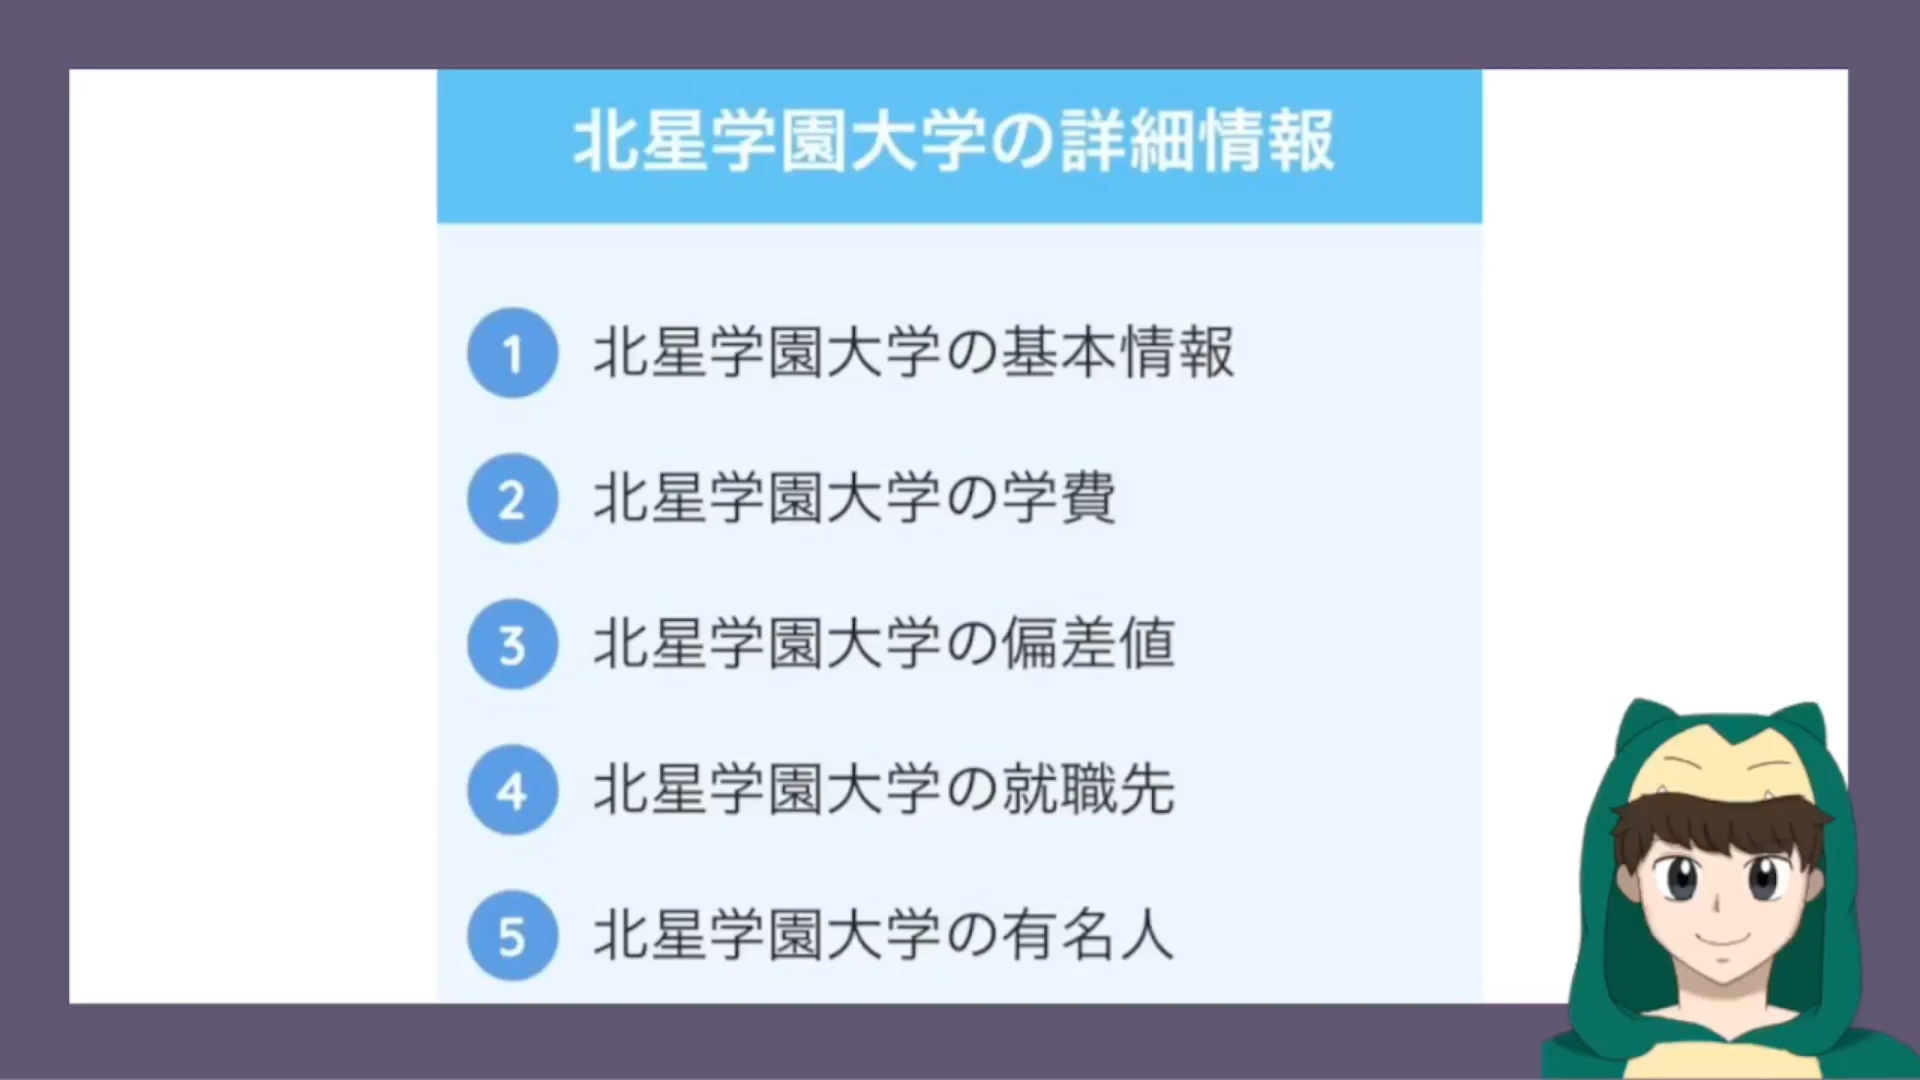 北星学園大学の詳細情報
1 北星学園大学の基本情報
2 北星学園大学の学費
3 北星学園大学の偏差値
4 北星学園大学の就職先
5 北星学園大学の有名人